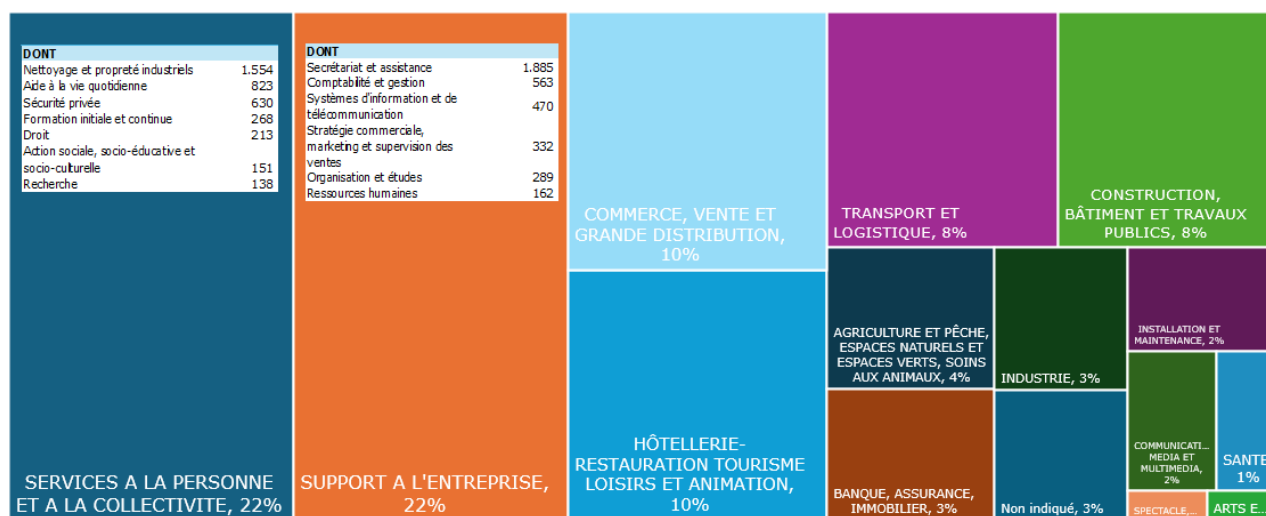 DONT
Nettoyage et propreté industriels 1.554
Aide à la vie quotidienne 823
Sécurité privée 630
Formation initiale et continue 268
Droit 213
Action sociale, socio-éducative et
socio-culturelle 151
Recherche 138
SERVICES A LA PERSONNE
ET A LA COLLECTIVITE, 22%
DONT
Secrétariat et assistance 1.885
Comptabilité et gestion 563
Systèmes d'information et de
télécommunication 470
Stratégie commerciale,
marketing et supervision des
ventes 332
Organisation et études 289
Ressources humaines 162
SUPPORT A L'ENTREPRISE,
22%
COMMERCE, VENTE ET
GRANDE DISTRIBUTION,
10%
HÔTELLERIE-
RESTAURATION TOURISME
LOISIRS ET ANIMATION,
10%
TRANSPORT ET
LOGISTIQUE, 8%
CONSTRUCTION,
BÂTIMENT ET TRAVAUX
PUBLICS, 8%
AGRICULTURE ET PÊCHE,
ESPACES NATURELS ET
ESPACES VERTS, SOINS
AUX ANIMAUX, 4%
INDUSTRIE, 3%
INSTALLATION ET
MAINTENANCE, 2%
BANQUE, ASSURANCE,
IMMOBILIER, 3%
Non indiqué, 3%
COMMUNICATI...
MEDIA ET
MULTIMEDIA,
2%
SANTE
1%
SPECTACLE,...
ARTS E...